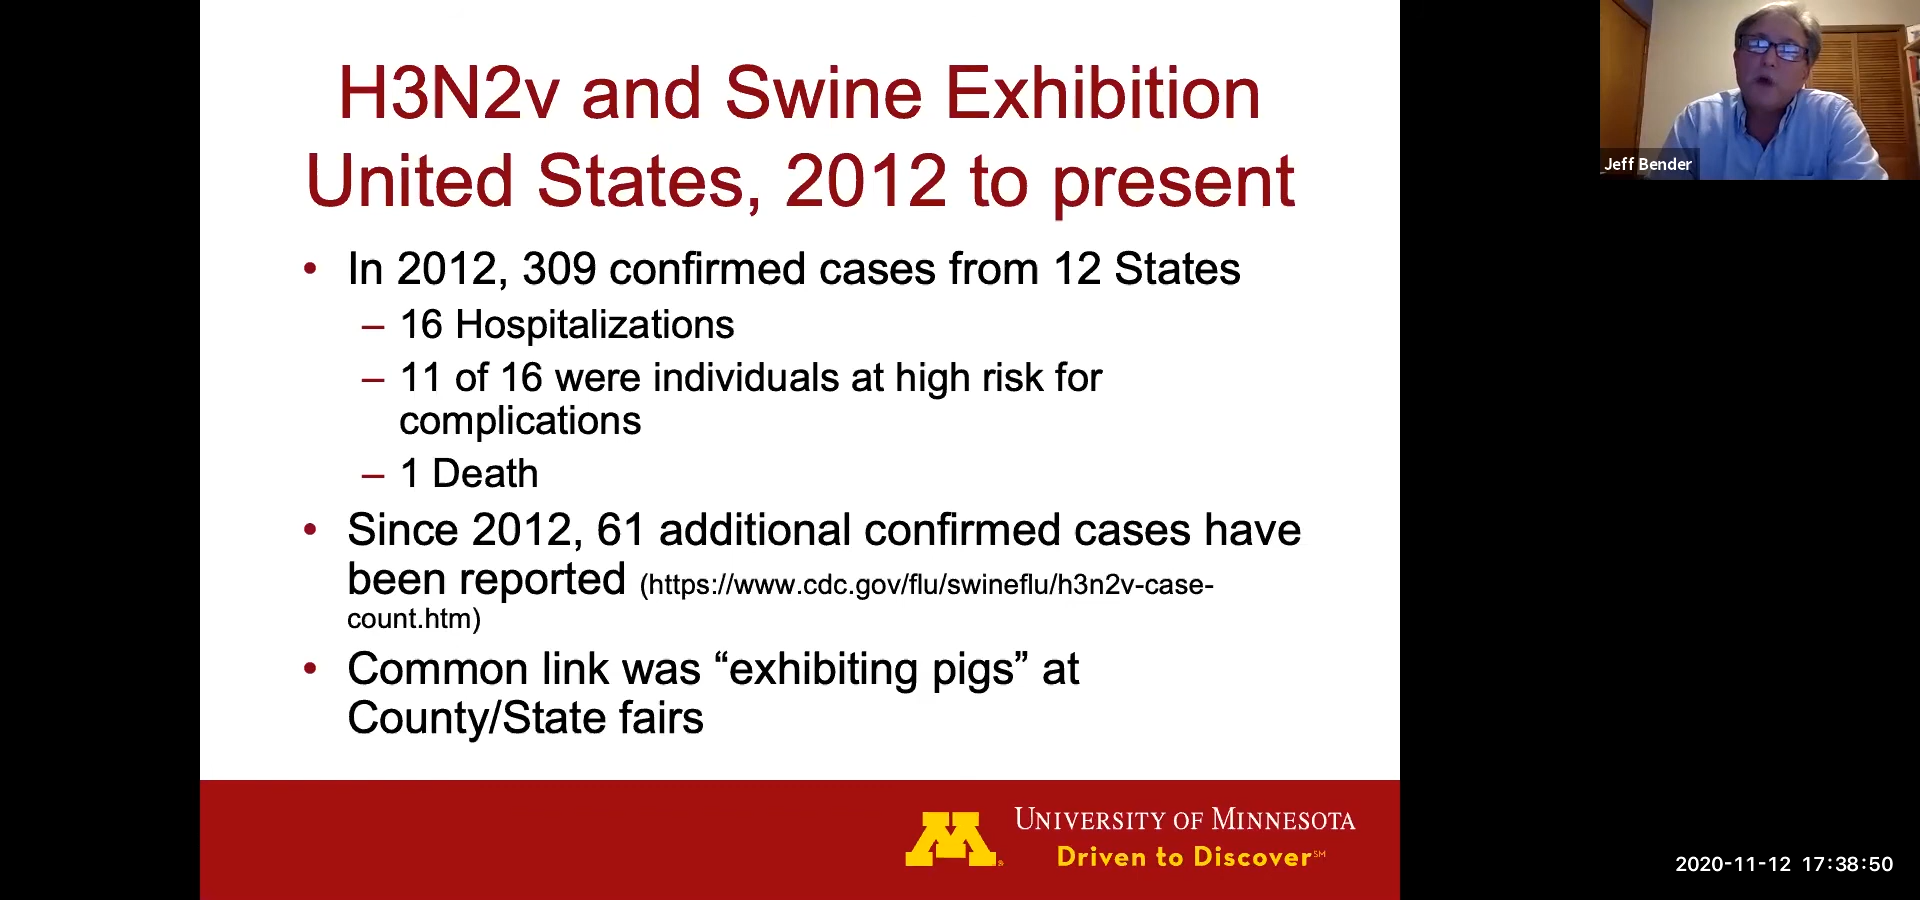 H3N2v and Swine Exhibition
United States, 2012 to present
• In 2012, 309 confirmed cases from 12 States
– 16 Hospitalizations
– 11 of 16 were individuals at high risk for
complications
– 1 Death
• Since 2012, 61 additional confirmed cases have
been reported (https://www.cdc.gov/flu/swineflu/h3n2v-case-
count.htm)
• Common link was “exhibiting pigs” at
County/State fairs
M®
UNIVERSITY OF MINNESOTA
Driven to Discover℠
Jeff Bender
2020-11-12 17:38:50